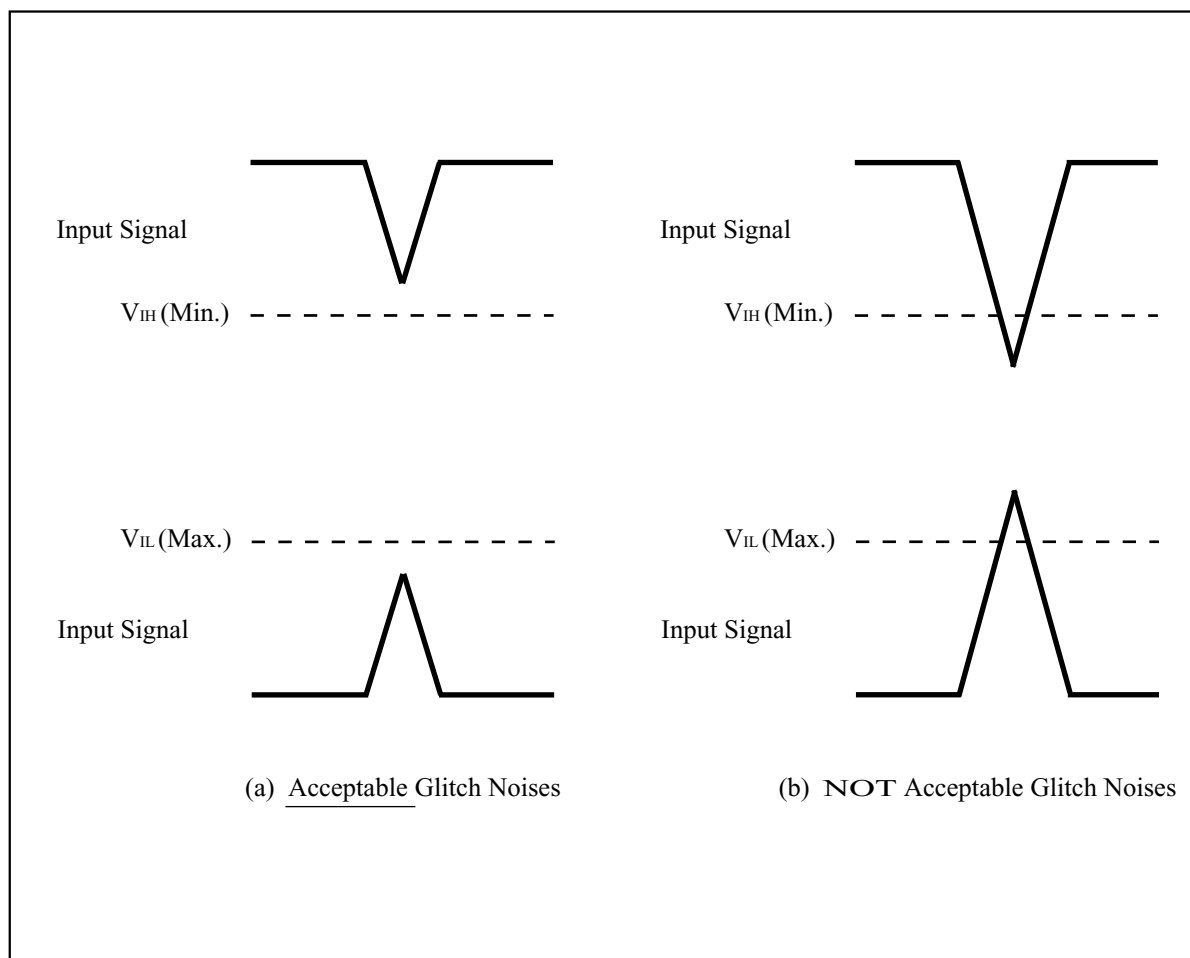 Input Signal
Input Signal
VIH (Min.)
VIH (Min.)
VIL (Max.)
VIL (Max.)
Input Signal
Input Signal
(a) Acceptable Glitch Noises
(b) NOT Acceptable Glitch Noises